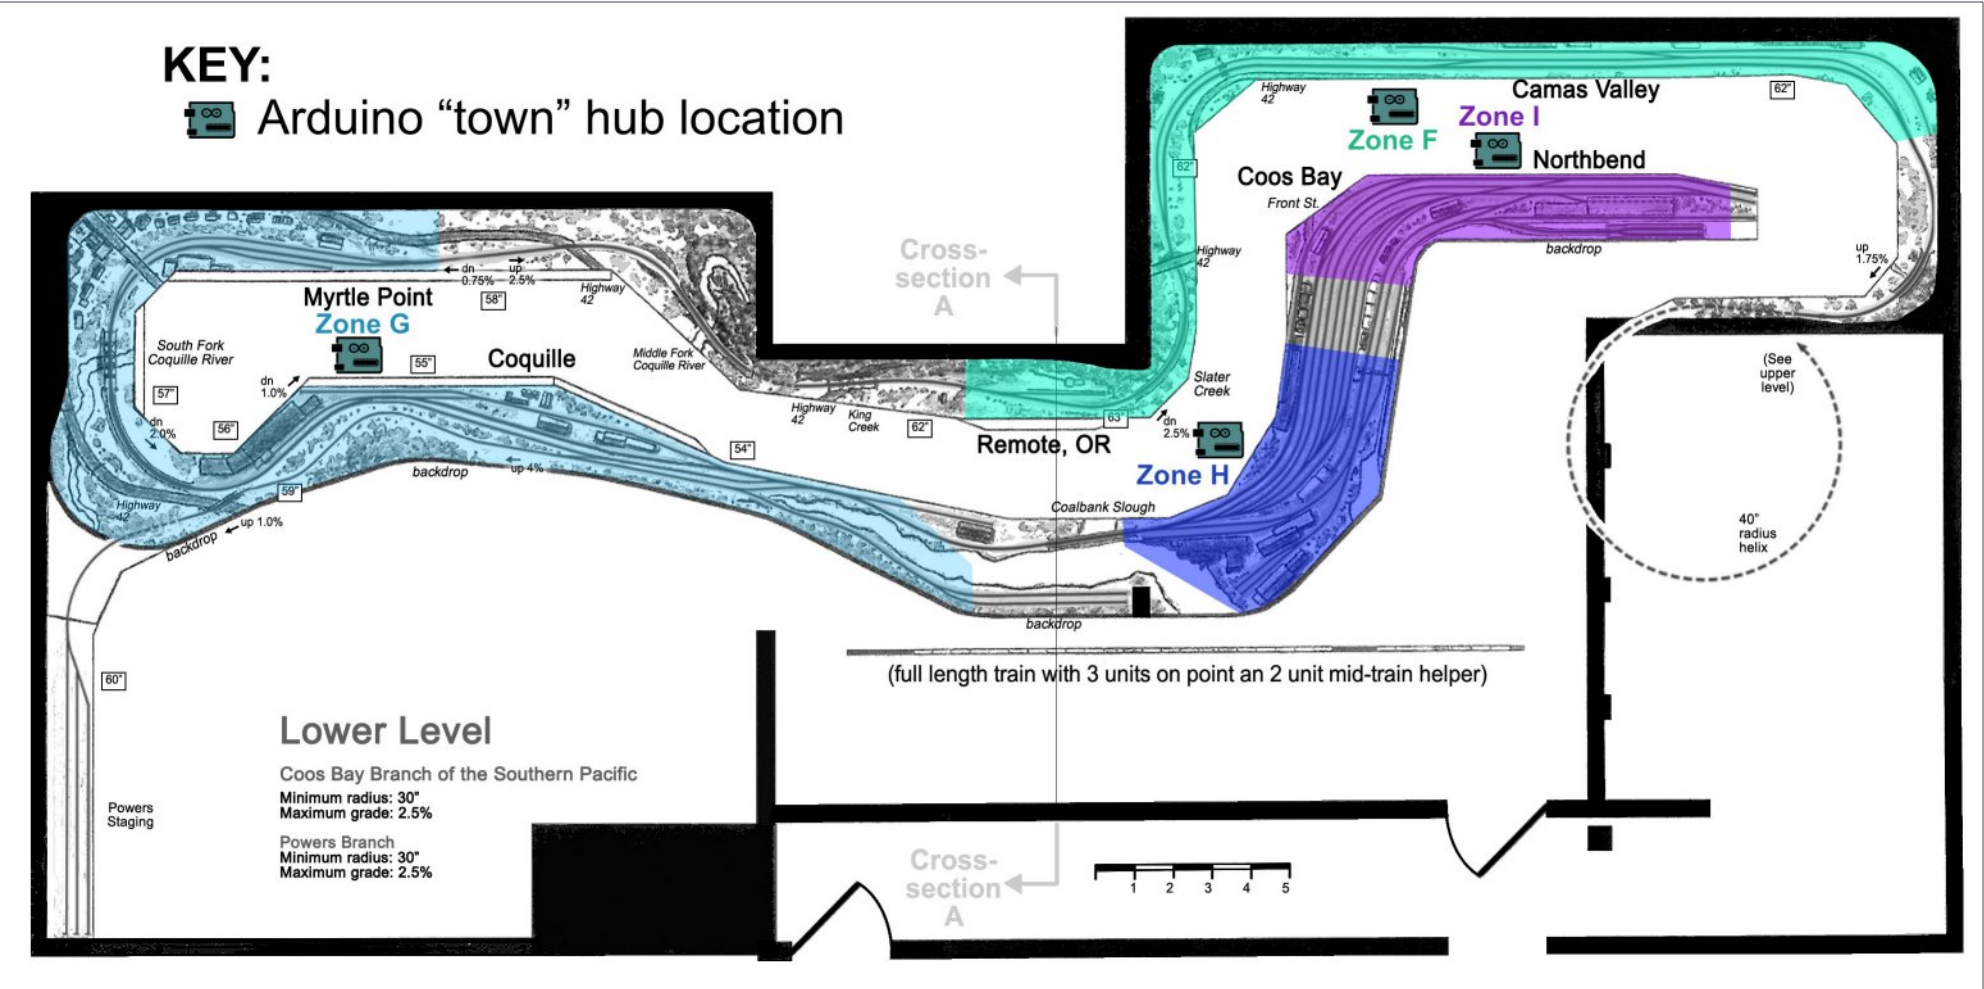 KEY:
Arduino “town” hub location
Highway
42
Camas Valley
62"
Zone I
Zone F
Northbend
62"
Coos Bay
Front St.
backdrop
Highway
42
up
1.75%
Cross-
section
A
dn
0.75%
up
2.5%
58"
Highway
42
Myrtle Point
Zone G
South Fork
Coquille River
55"
Coquille
Middle Fork
Coquille River
(See
upper
level)
dn
1.0%
57"
Slater
Creek
dn
2.0%
56"
Highway
42
King
Creek
62"
63"
dn
2.5%
Remote, OR
54"
backdrop
up 4%
Zone H
59"
Highway
42
up 1.0%
backdrop
Coalbank Slough
40"
radius
helix
backdrop
(full length train with 3 units on point an 2 unit mid-train helper)
60"
Lower Level
Coos Bay Branch of the Southern Pacific
Minimum radius: 30"
Maximum grade: 2.5%
Powers
Staging
Powers Branch
Minimum radius: 30"
Maximum grade: 2.5%
Cross-
section
A
1 2 3 4 5